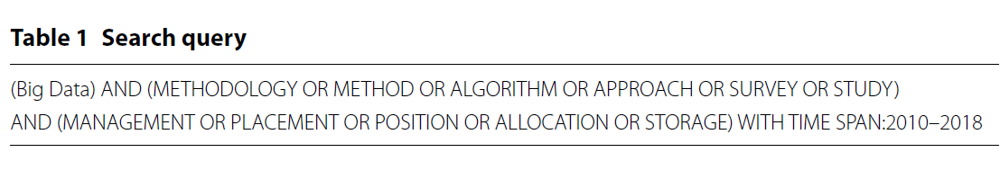 Table 1 Search query
(Big Data) AND (METHODOLOGY OR METHOD OR ALGORITHM OR APPROACH OR SURVEY OR STUDY)
AND (MANAGEMENT OR PLACEMENT OR POSITION OR ALLOCATION OR STORAGE) WITH TIME SPAN:2010–2018